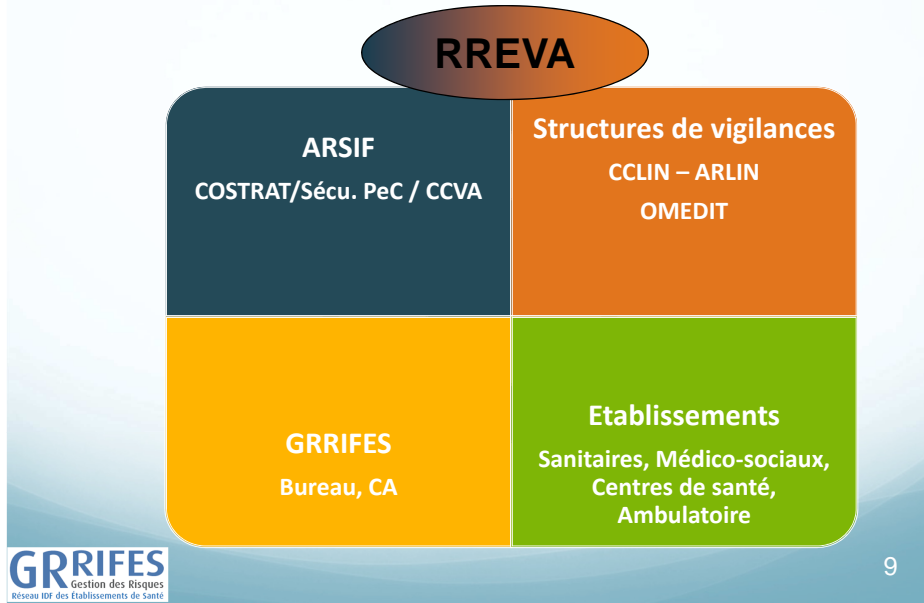 RREVA
ARSIF
COSTRAT/Sécu. PeC / CCVA
Structures de vigilances
CCLIN – ARLIN
OMEDIT
GRRIFES
Bureau, CA
Etablissements
Sanitaires, Médico-sociaux,
Centres de santé,
Ambulatoire
GRRIFES
Gestion des Risques
Réseau IDF des Établissements de Santé
9